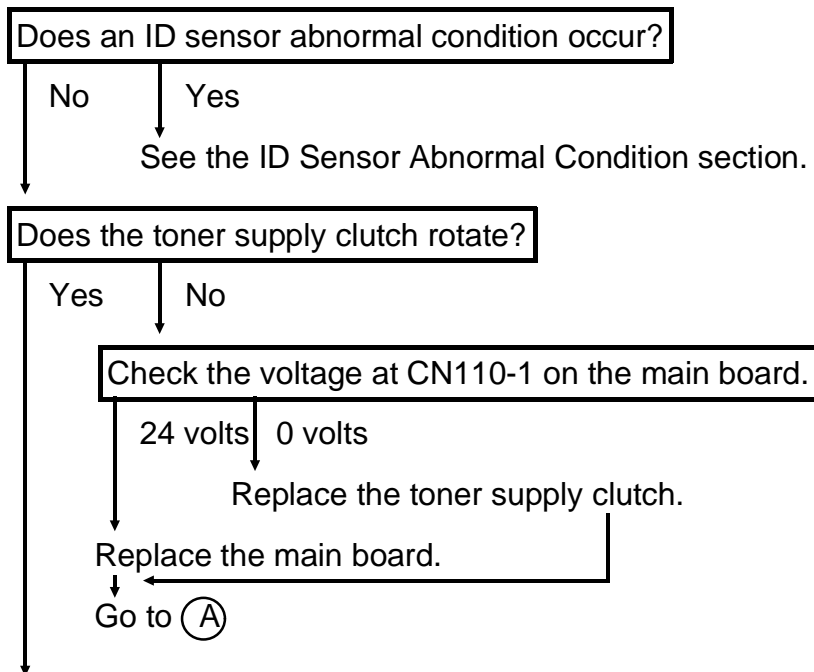 Does an ID sensor abnormal condition occur?
No Yes
See the ID Sensor Abnormal Condition section.
Does the toner supply clutch rotate?
Yes No
Check the voltage at CN110-1 on the main board.
24 volts 0 volts
Replace the toner supply clutch.
Replace the main board.
Go to A